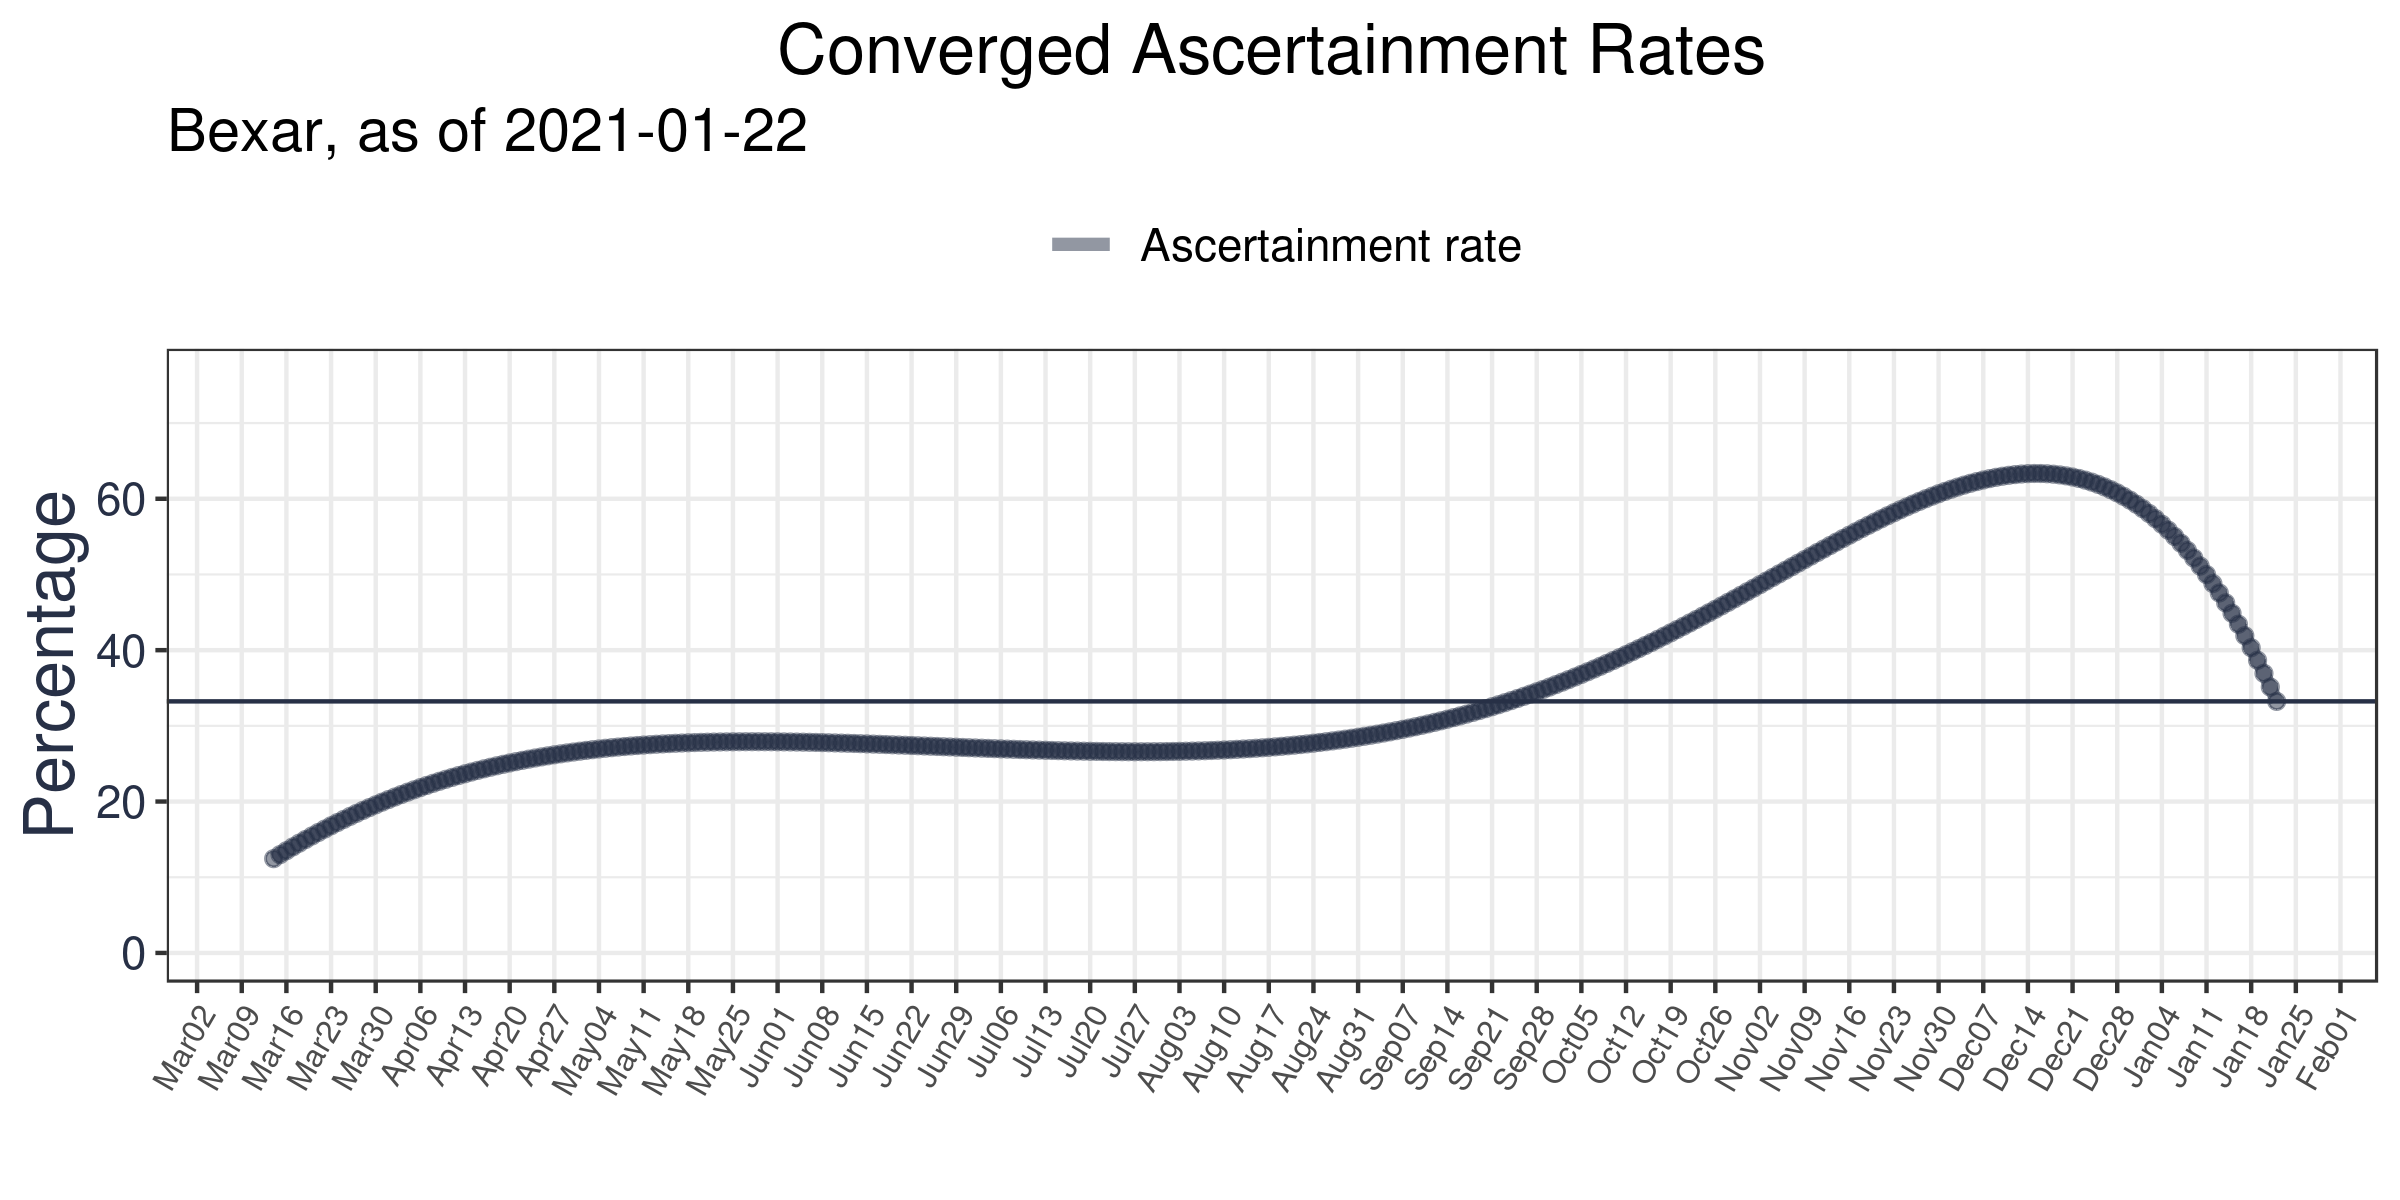 Converged Ascertainment Rates
Bexar, as of 2021-01-22
Ascertainment rate
Percentage
60
40
20
0
Mar02
Mar09
Mar16
Mar23
Mar30
Apr06
Apr13
Apr20
Apr27
May04
May11
May18
May25
Jun01
Jun08
Jun15
Jun22
Jun29
Jul06
Jul13
Jul20
Jul27
Aug03
Aug10
Aug17
Aug24
Aug31
Sep07
Sep14
Sep21
Sep28
Oct05
Oct12
Oct19
Oct26
Nov02
Nov09
Nov16
Nov23
Nov30
Dec07
Dec14
Dec21
Dec28
Jan04
Jan11
Jan18
Jan25
Feb01